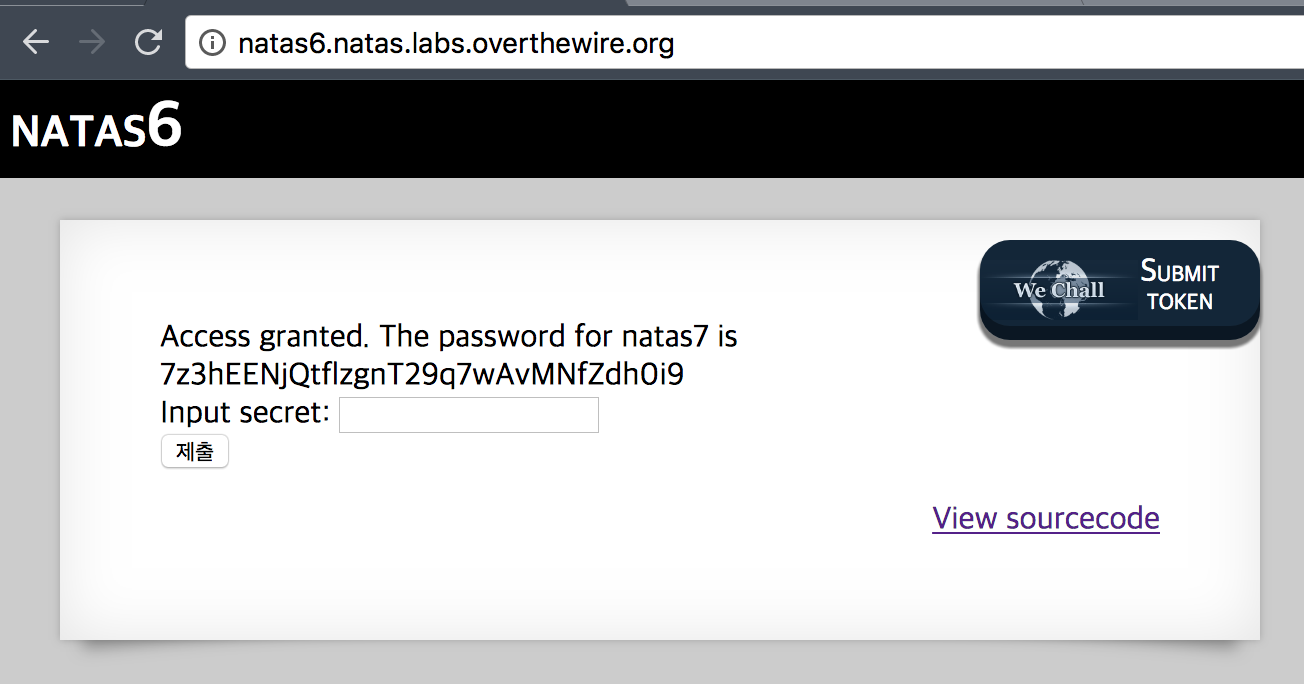 natas6.natas.labs.overthewire.org
NATAS6
We Chall
SUBMIT
TOKEN
Access granted. The password for natas7 is
7z3hEENjQtflzgnT29q7wAvMNfZdh0i9
Input secret:
제출
View sourcecode